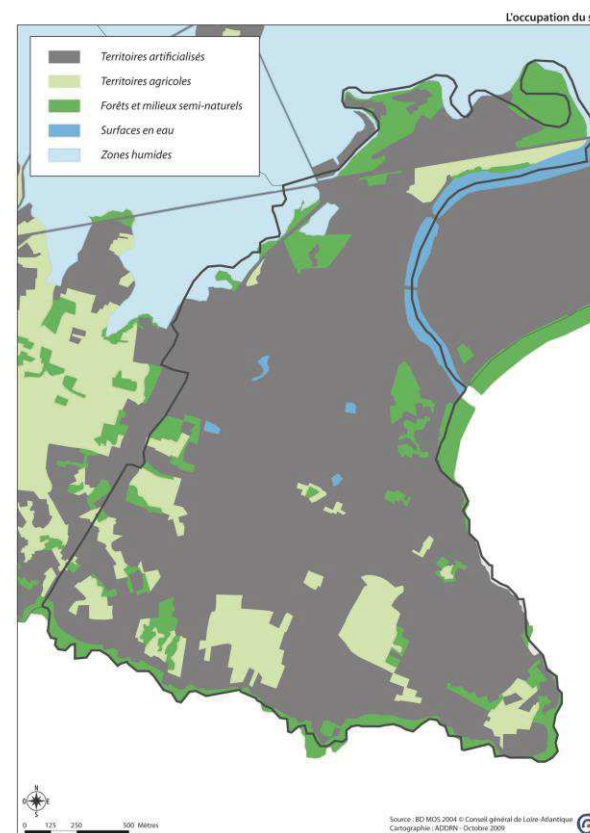 L'occupation du s
Territoires artificialisés
Territoires agricoles
Forêts et milieux semi-naturels
Surfaces en eau
Zones humides
N
O E
S
0 125 250 500 Mètres
Source : BD MOS 2004 © Conseil général de Loire-Atlantique
Cartographie : ADDRN - Octobre 2009